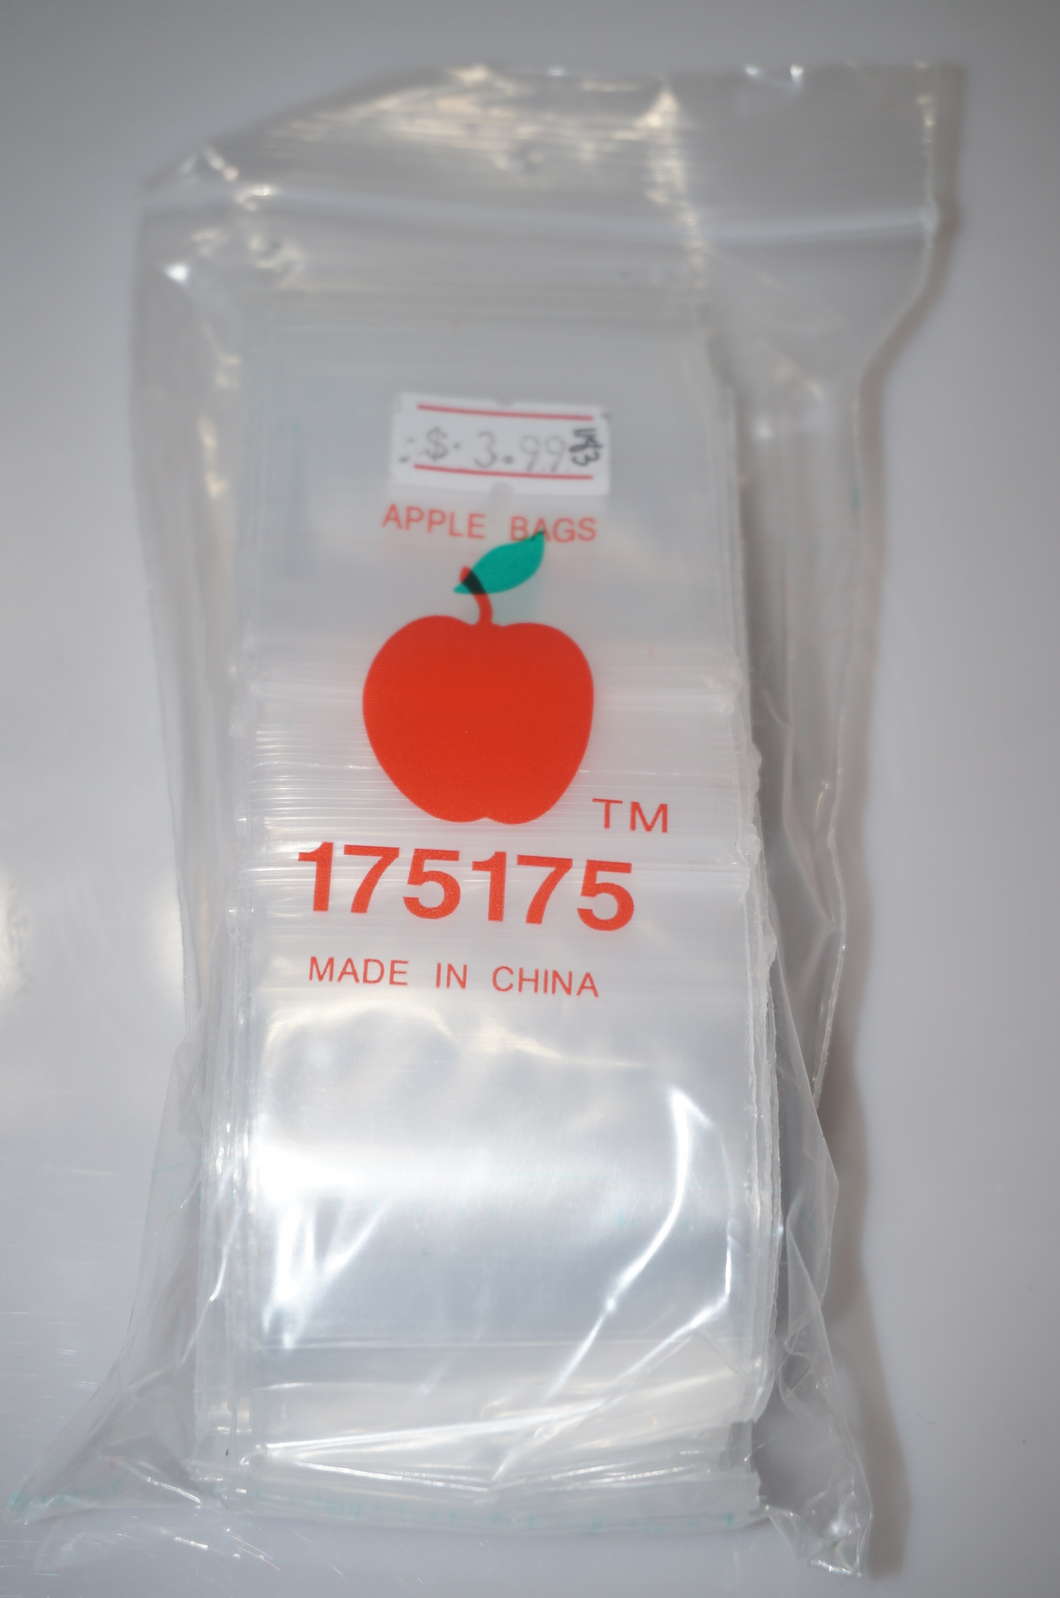 $ 3.99
APPLE BAGS
TM
175175
MADE IN CHINA